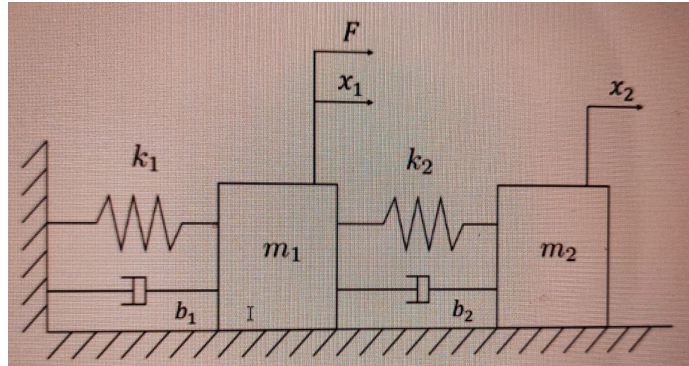 F
x₁
x₂
k₁
k₂
m₁
m₂
b₁
b₂